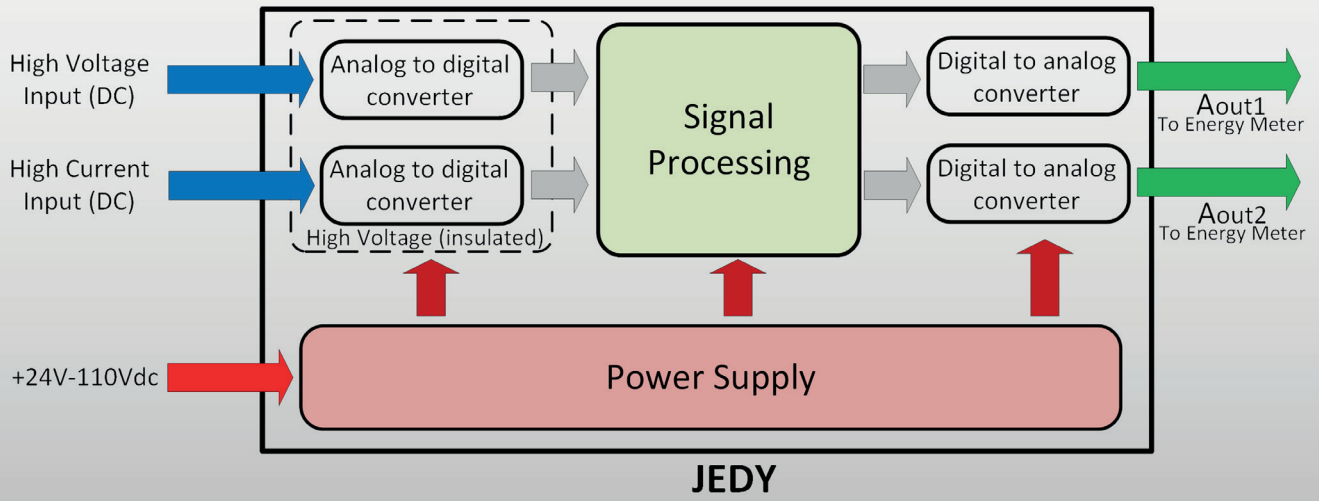 High Voltage
Input (DC)
Analog to digital
converter
Signal
Processing
Digital to analog
converter
Aout1
To Energy Meter
High Current
Input (DC)
Analog to digital
converter
High Voltage (insulated)
Digital to analog
converter
Aout2
To Energy Meter
+24V-110Vdc
Power Supply
JEDY